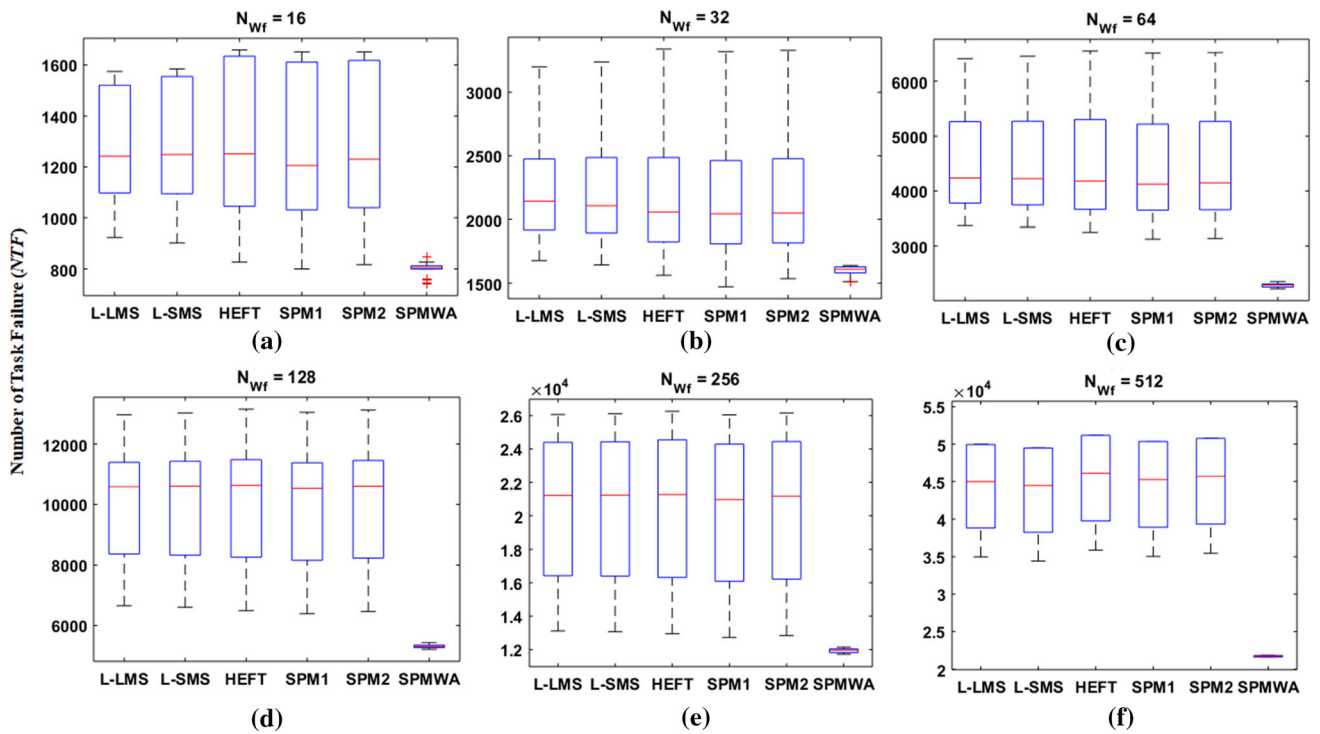 Number of Task Failure (NTF)
N_Wf = 16
1600
1400
1200
1000
800
L-LMS L-SMS HEFT SPM1 SPM2 SPMWA
(a)
N_Wf = 32
3000
2500
2000
1500
L-LMS L-SMS HEFT SPM1 SPM2 SPMWA
(b)
N_Wf = 64
6000
5000
4000
3000
L-LMS L-SMS HEFT SPM1 SPM2 SPMWA
(c)
N_Wf = 128
12000
10000
8000
6000
L-LMS L-SMS HEFT SPM1 SPM2 SPMWA
(d)
×10^4
N_Wf = 256
2.6
2.4
2.2
2
1.8
1.6
1.4
1.2
L-LMS L-SMS HEFT SPM1 SPM2 SPMWA
(e)
×10^4
N_Wf = 512
5.5
5
4.5
4
3.5
3
2.5
2
L-LMS L-SMS HEFT SPM1 SPM2 SPMWA
(f)